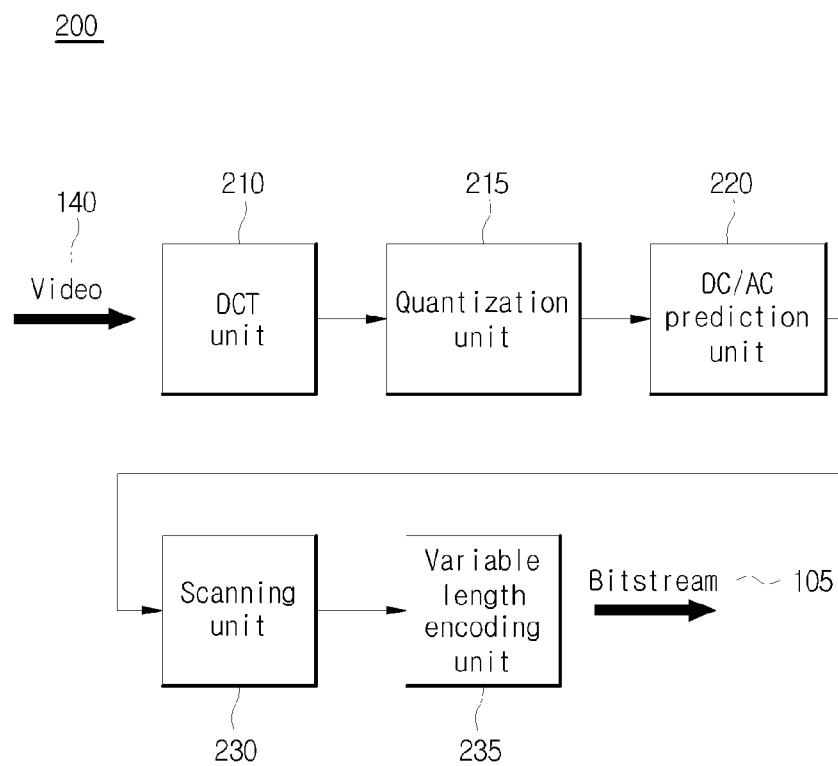 200
210
215
220
140
Video
DCT
unit
Quantization
unit
DC/AC
prediction
unit
Scanning
unit
Variable
length
encoding
unit
Bitstream
105
230
235